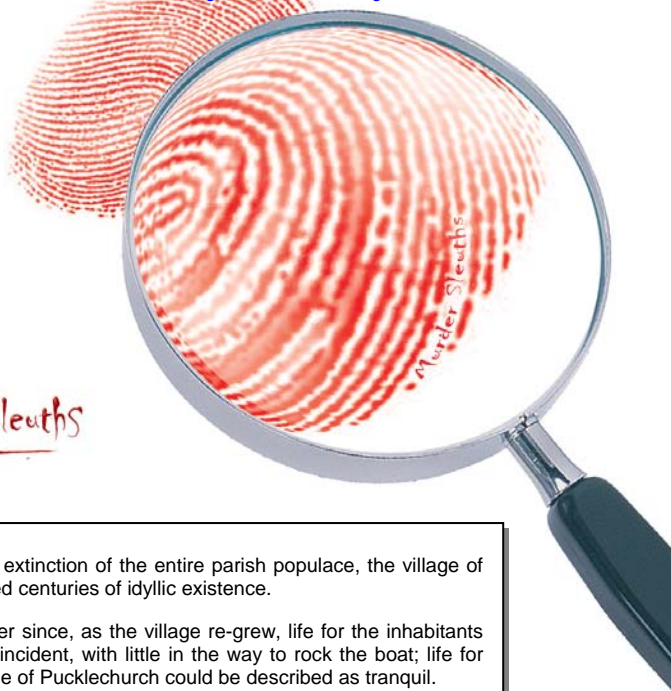 Murder Sleuths
leuths
extinction of the entire parish populace, the village of
ed centuries of idyllic existence.
er since, as the village re-grew, life for the inhabitants
incident, with little in the way to rock the boat; life for
e of Pucklechurch could be described as tranquil.